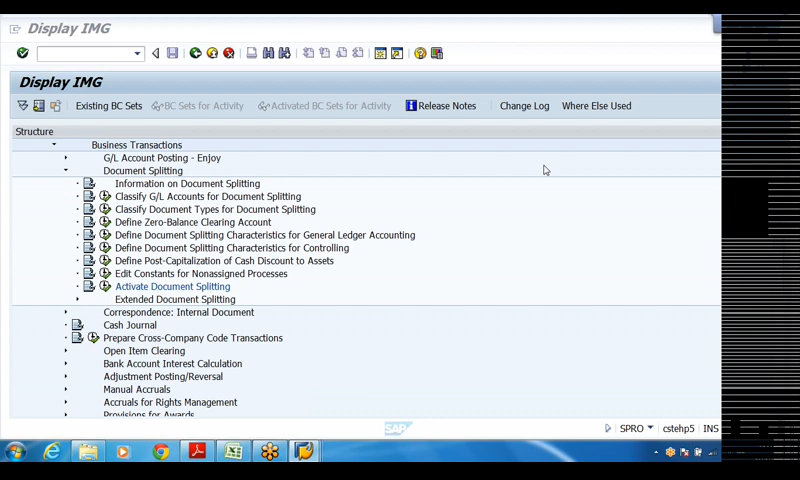 Display IMG
Display IMG
Existing BC Sets BC Sets for Activity Activated BC Sets for Activity Release Notes Change Log Where Else Used
Structure
Business Transactions
G/L Account Posting - Enjoy
Document Splitting
Information on Document Splitting
Classify G/L Accounts for Document Splitting
Classify Document Types for Document Splitting
Define Zero-Balance Clearing Account
Define Document Splitting Characteristics for General Ledger Accounting
Define Document Splitting Characteristics for Controlling
Define Post-Capitalization of Cash Discount to Assets
Edit Constants for Nonassigned Processes
Activate Document Splitting
Extended Document Splitting
Correspondence: Internal Document
Cash Journal
Prepare Cross-Company Code Transactions
Open Item Clearing
Bank Account Interest Calculation
Adjustment Posting/Reversal
Manual Accruals
Accruals for Rights Management
Provisions for Awards
SAP SPRO cstehp5 INS